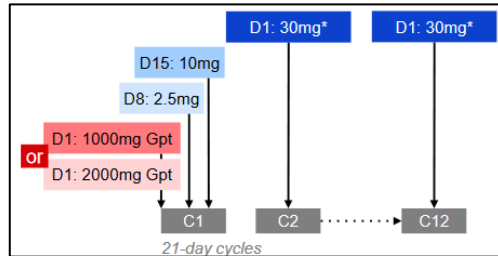 D1: 30mg*
D1: 30mg*
D15: 10mg
D8: 2.5mg
D1: 1000mg Gpt
or
D1: 2000mg Gpt
C1
C2
C12
21-day cycles